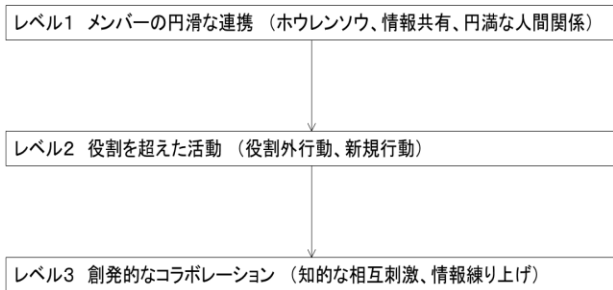 レベル1 メンバーの円滑な連携 （ホウレンソウ、情報共有、円満な人間関係）
レベル2 役割を超えた活動 （役割外行動、新規行動）
レベル3 創発的なコラボレーション （知的な相互刺激、情報練り上げ）